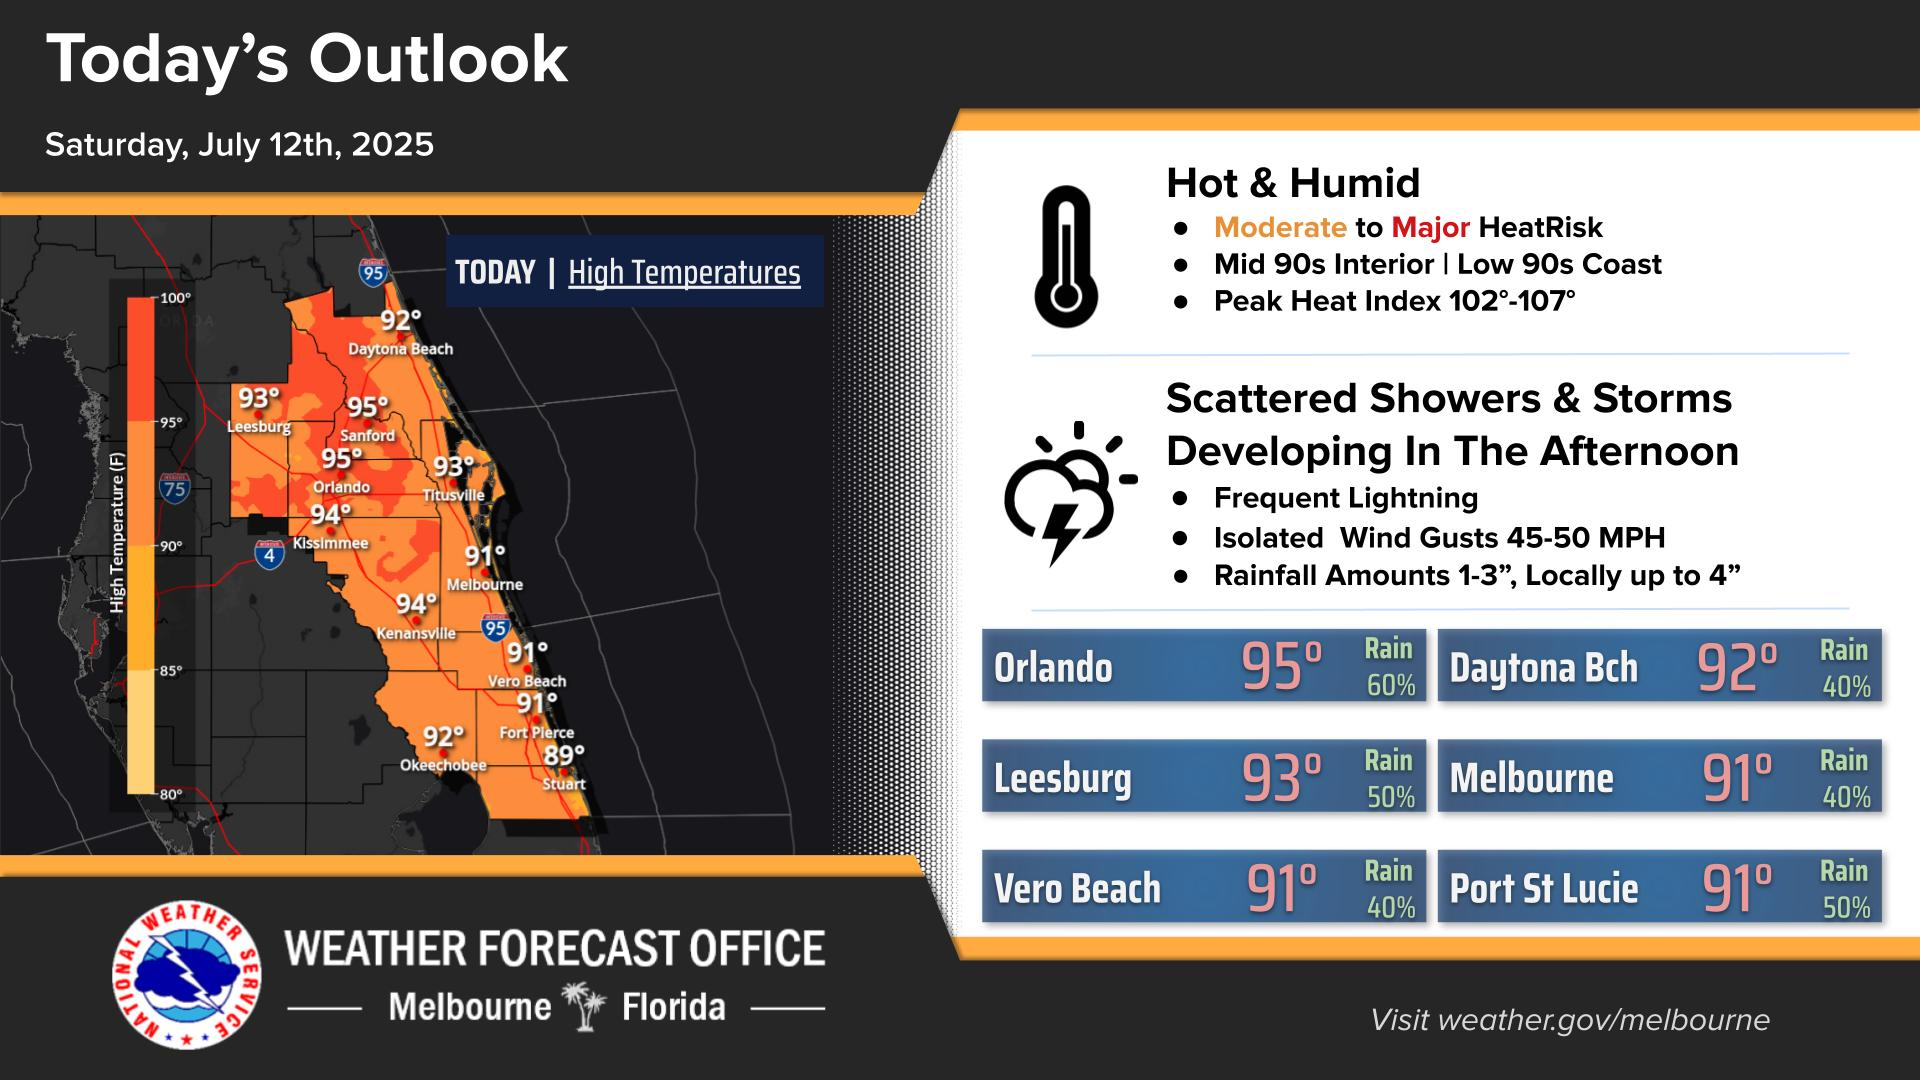 Today’s Outlook
Saturday, July 12th, 2025
TODAY | High Temperatures
95
100°
95°
90°
85°
80°
High Temperature (F)
75
4
95
92°
Daytona Beach
93°
Leesburg
95°
Sanford
95°
Orlando
93°
Titusville
94°
Kissimmee
91°
Melbourne
94°
Kenansville
91°
Vero Beach
91°
Fort Pierce
92°
Okeechobee
89°
Stuart
Hot & Humid
● Moderate to Major HeatRisk
● Mid 90s Interior | Low 90s Coast
● Peak Heat Index 102°-107°
Scattered Showers & Storms
Developing In The Afternoon
● Frequent Lightning
● Isolated  Wind Gusts 45-50 MPH
● Rainfall Amounts 1-3”, Locally up to 4”
Orlando 95º Rain 60%
Daytona Bch 92º Rain 40%
Leesburg 93º Rain 50%
Melbourne 91º Rain 40%
Vero Beach 91º Rain 40%
Port St Lucie 91º Rain 50%
NATIONAL WEATHER SERVICE
WEATHER FORECAST OFFICE
Melbourne Florida
Visit weather.gov/melbourne